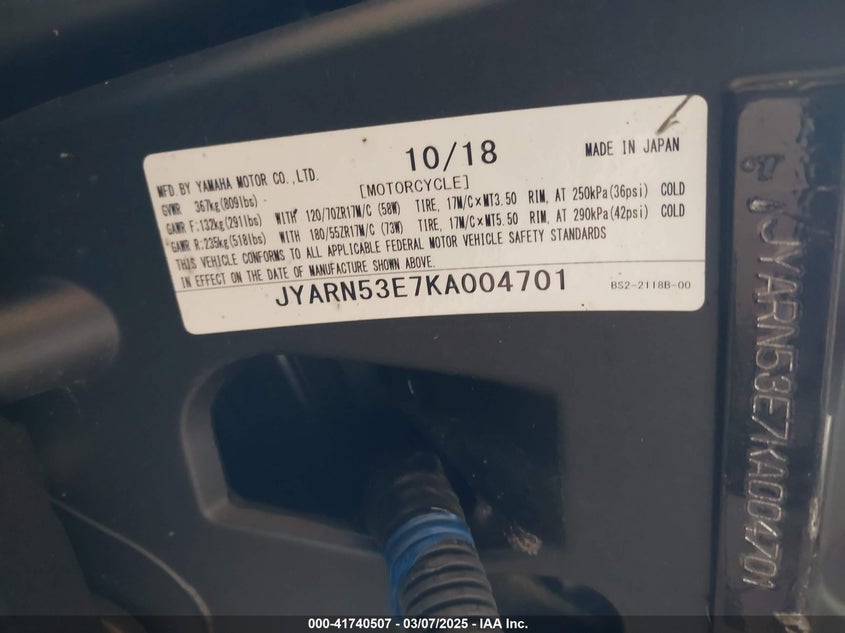 10/18
MADE IN JAPAN
MFD.BY YAMAHA MOTOR CO.,LTD.
[MOTORCYCLE]
GVWR 367kg(809lbs)
GAWR F:132kg(291lbs) WITH 120/70ZR17M/C (58W) TIRE, 17M/C×MT3.50 RIM, AT 250kPa(36psi) COLD
GAWR R:235kg(518lbs) WITH 180/55ZR17M/C (73W) TIRE, 17M/C×MT5.50 RIM, AT 290kPa(42psi) COLD
THIS VEHICLE CONFORMS TO ALL APPLICABLE FEDERAL MOTOR VEHICLE SAFETY STANDARDS
IN EFFECT ON THE DATE OF MANUFACTURE SHOWN ABOVE.
JYARN53E7KA004701
BS2-2118B-00
JYARN53E7KA004701
000-41740507 — 03/07/2025 — IAA Inc.